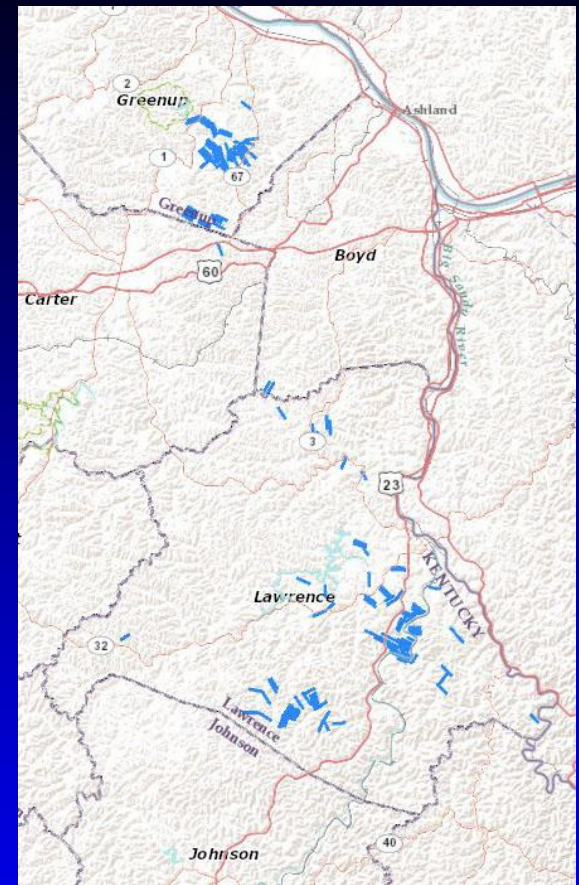 2
Greenup
Ashland
1
67
Greenup
Boyd
60
Big Sandy River
Carter
3
23
KENTUCKY
Lawrence
32
Lawrence
Johnson
40
Johnson